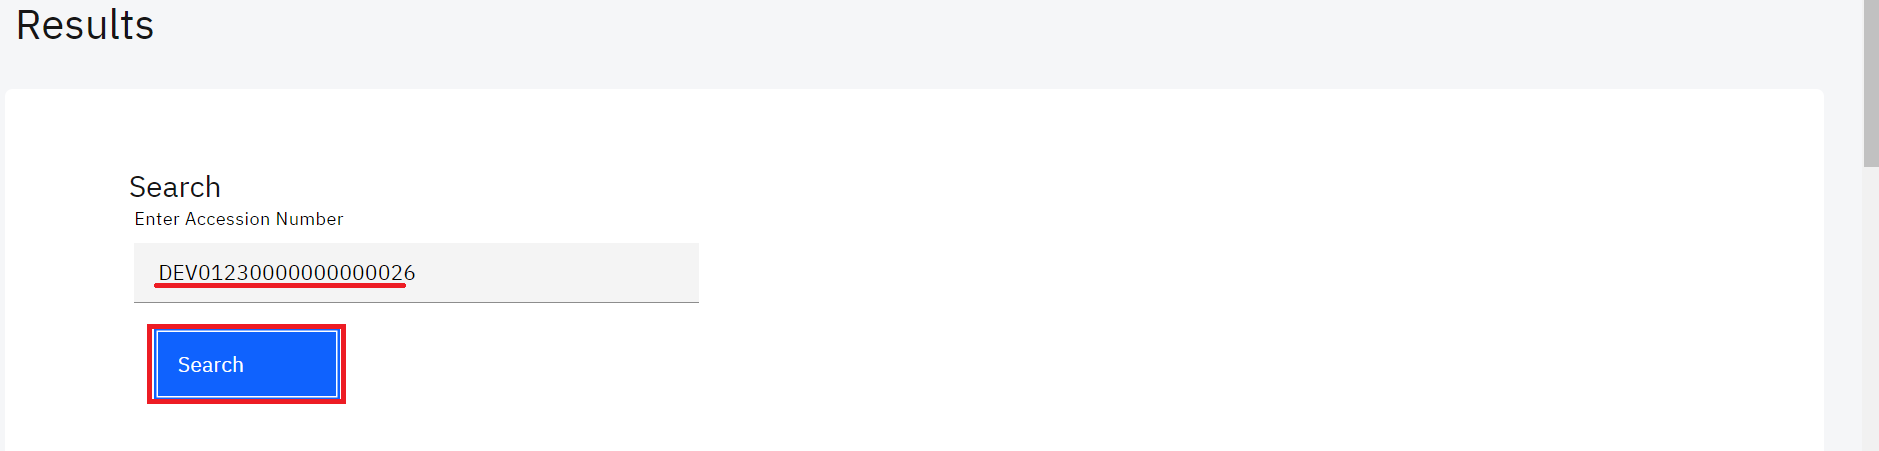 Results
Search
Enter Accession Number
DEV01230000000000026
Search